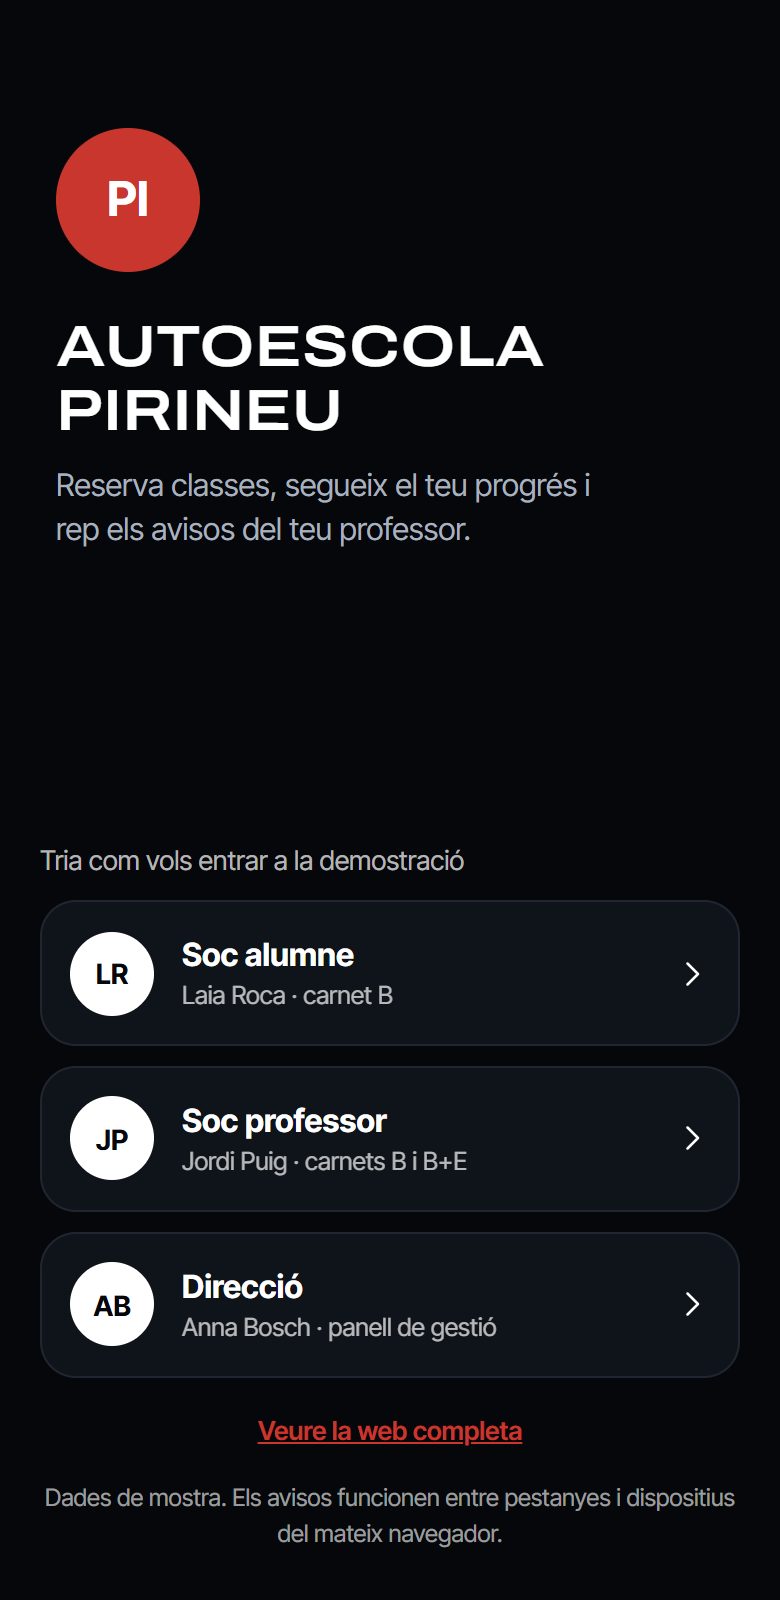 PI
AUTOESCOLA
PIRINEU
Reserva classes, segueix el teu progrés i
rep els avisos del teu professor.
Tria com vols entrar a la demostració
LR
Soc alumne
Laia Roca · carnet B
JP
Soc professor
Jordi Puig · carnets B i B+E
AB
Direcció
Anna Bosch · panell de gestió
Veure la web completa
Dades de mostra. Els avisos funcionen entre pestanyes i dispositius
del mateix navegador.